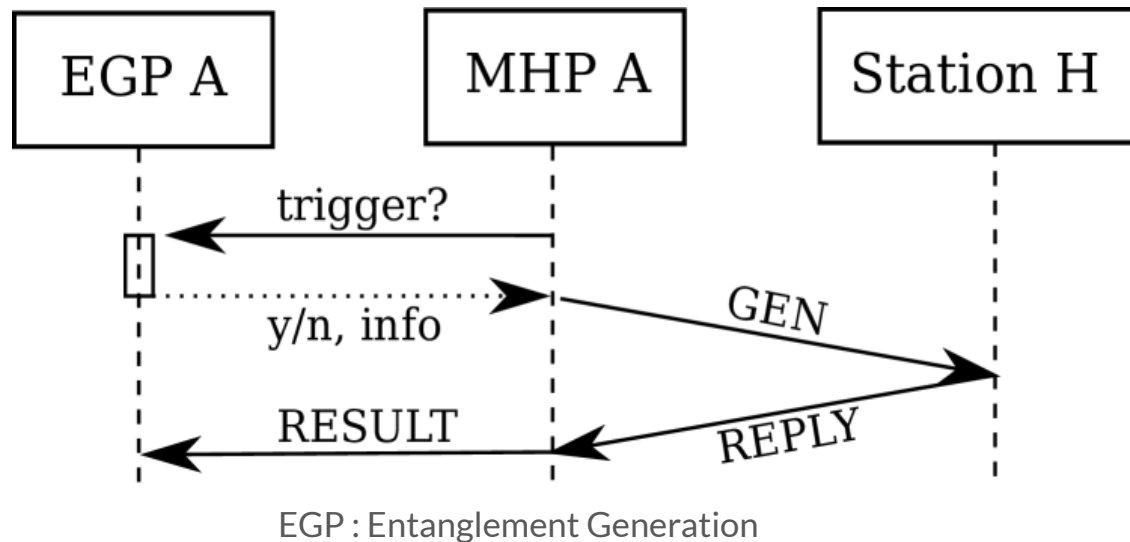 EGP A
MHP A
Station H
trigger?
y/n, info
GEN
RESULT
REPLY
EGP : Entanglement Generation